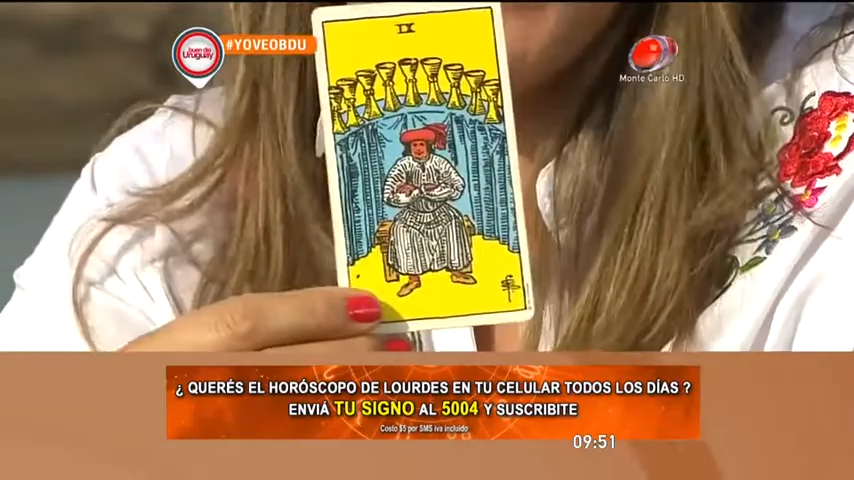 buen día
Uruguay
#YOVEOBDU
IX
Monte Carlo HD
¿ QUERÉS EL HORÓSCOPO DE LOURDES EN TU CELULAR TODOS LOS DÍAS ?
ENVIÁ TU SIGNO AL 5004 Y SUSCRIBITE
Costo $5 por SMS iva incluido
09:51